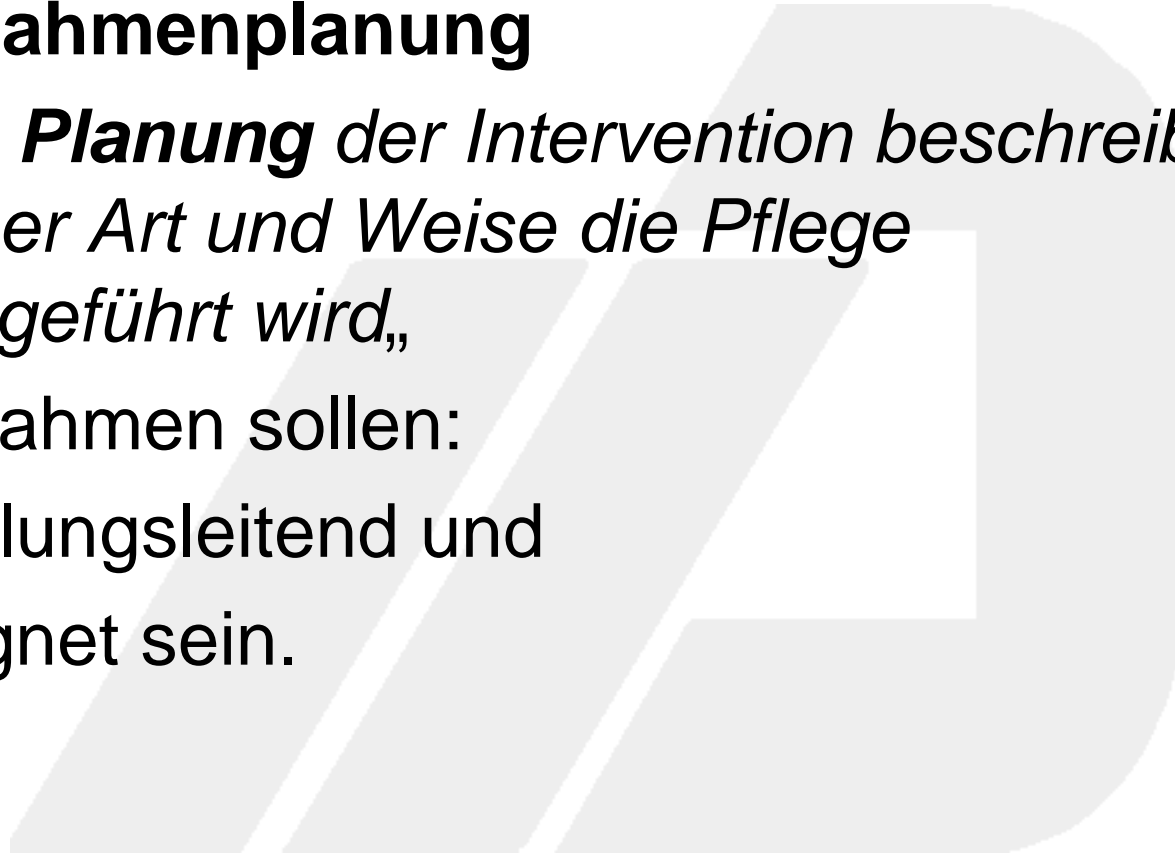 ahmenplanung
Planung der Intervention beschreib
er Art und Weise die Pflege
geführt wird„
ahmen sollen:
lungsleitend und
gnet sein.